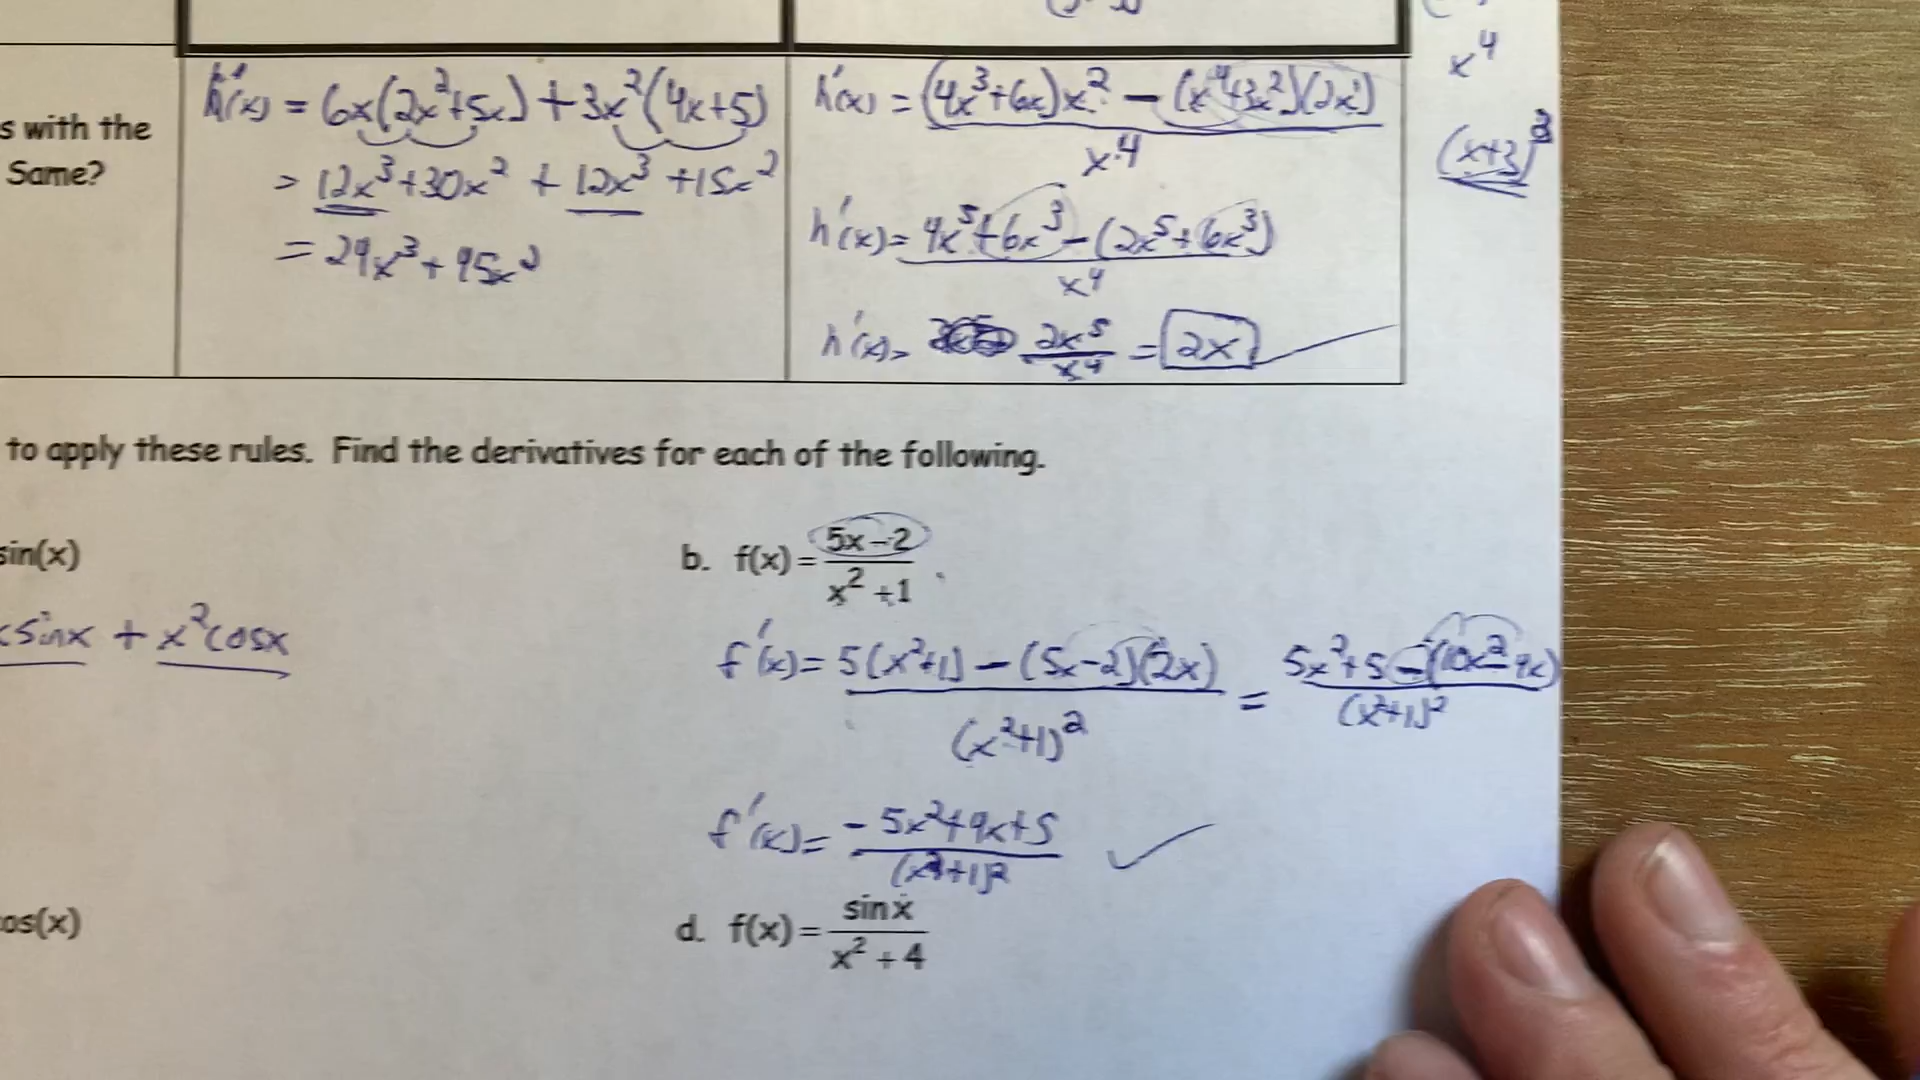 x⁴
(x+3)²
s with the
Same?
h'(x) = 6x(2x²+5x) + 3x²(4x+5)
= 12x³+30x² + 12x³ +15x²
= 24x³+45x²
h'(x) = (4x³+6x)x² - (x⁴+3x²)(2x)
x⁴
h'(x) = 4x⁵+6x³-(2x⁵+6x³)
x⁴
h'(x) = 2x⁵ = 2x
x⁴
to apply these rules. Find the derivatives for each of the following.
sin(x)
sinx + x²cosx
b. f(x) = 5x-2
x² +1
f'(x) = 5(x²+1) - (5x-2)(2x) = 5x²+5-(10x²-4x)
(x²+1)² (x²+1)²
f'(x) = -5x²+4x+5
(x²+1)²
os(x)
d. f(x) = sin x
x² + 4